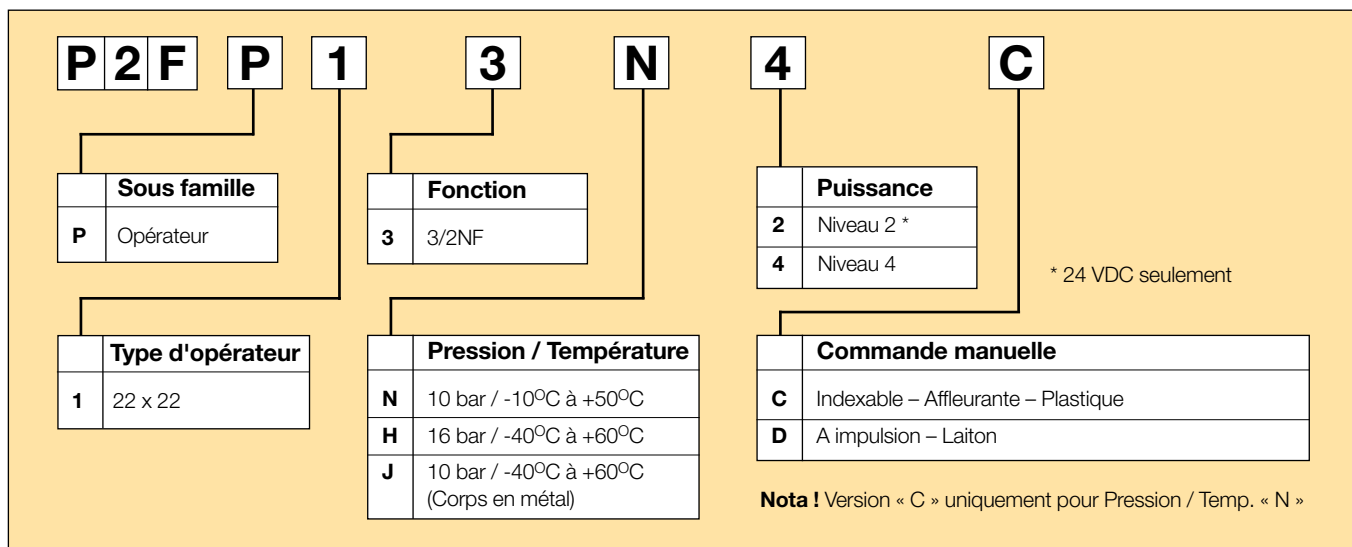 P 2 F P 1 3 N 4 C
Sous famille
P Opérateur
Fonction
3 3/2NF
Puissance
2 Niveau 2 *
4 Niveau 4
* 24 VDC seulement
Type d'opérateur
1 22 x 22
Pression / Température
N 10 bar / -10ºC à +50ºC
H 16 bar / -40ºC à +60ºC
J 10 bar / -40ºC à +60ºC
(Corps en métal)
Commande manuelle
C Indexable – Affleurante – Plastique
D A impulsion – Laiton
Nota ! Version « C » uniquement pour Pression / Temp. « N »